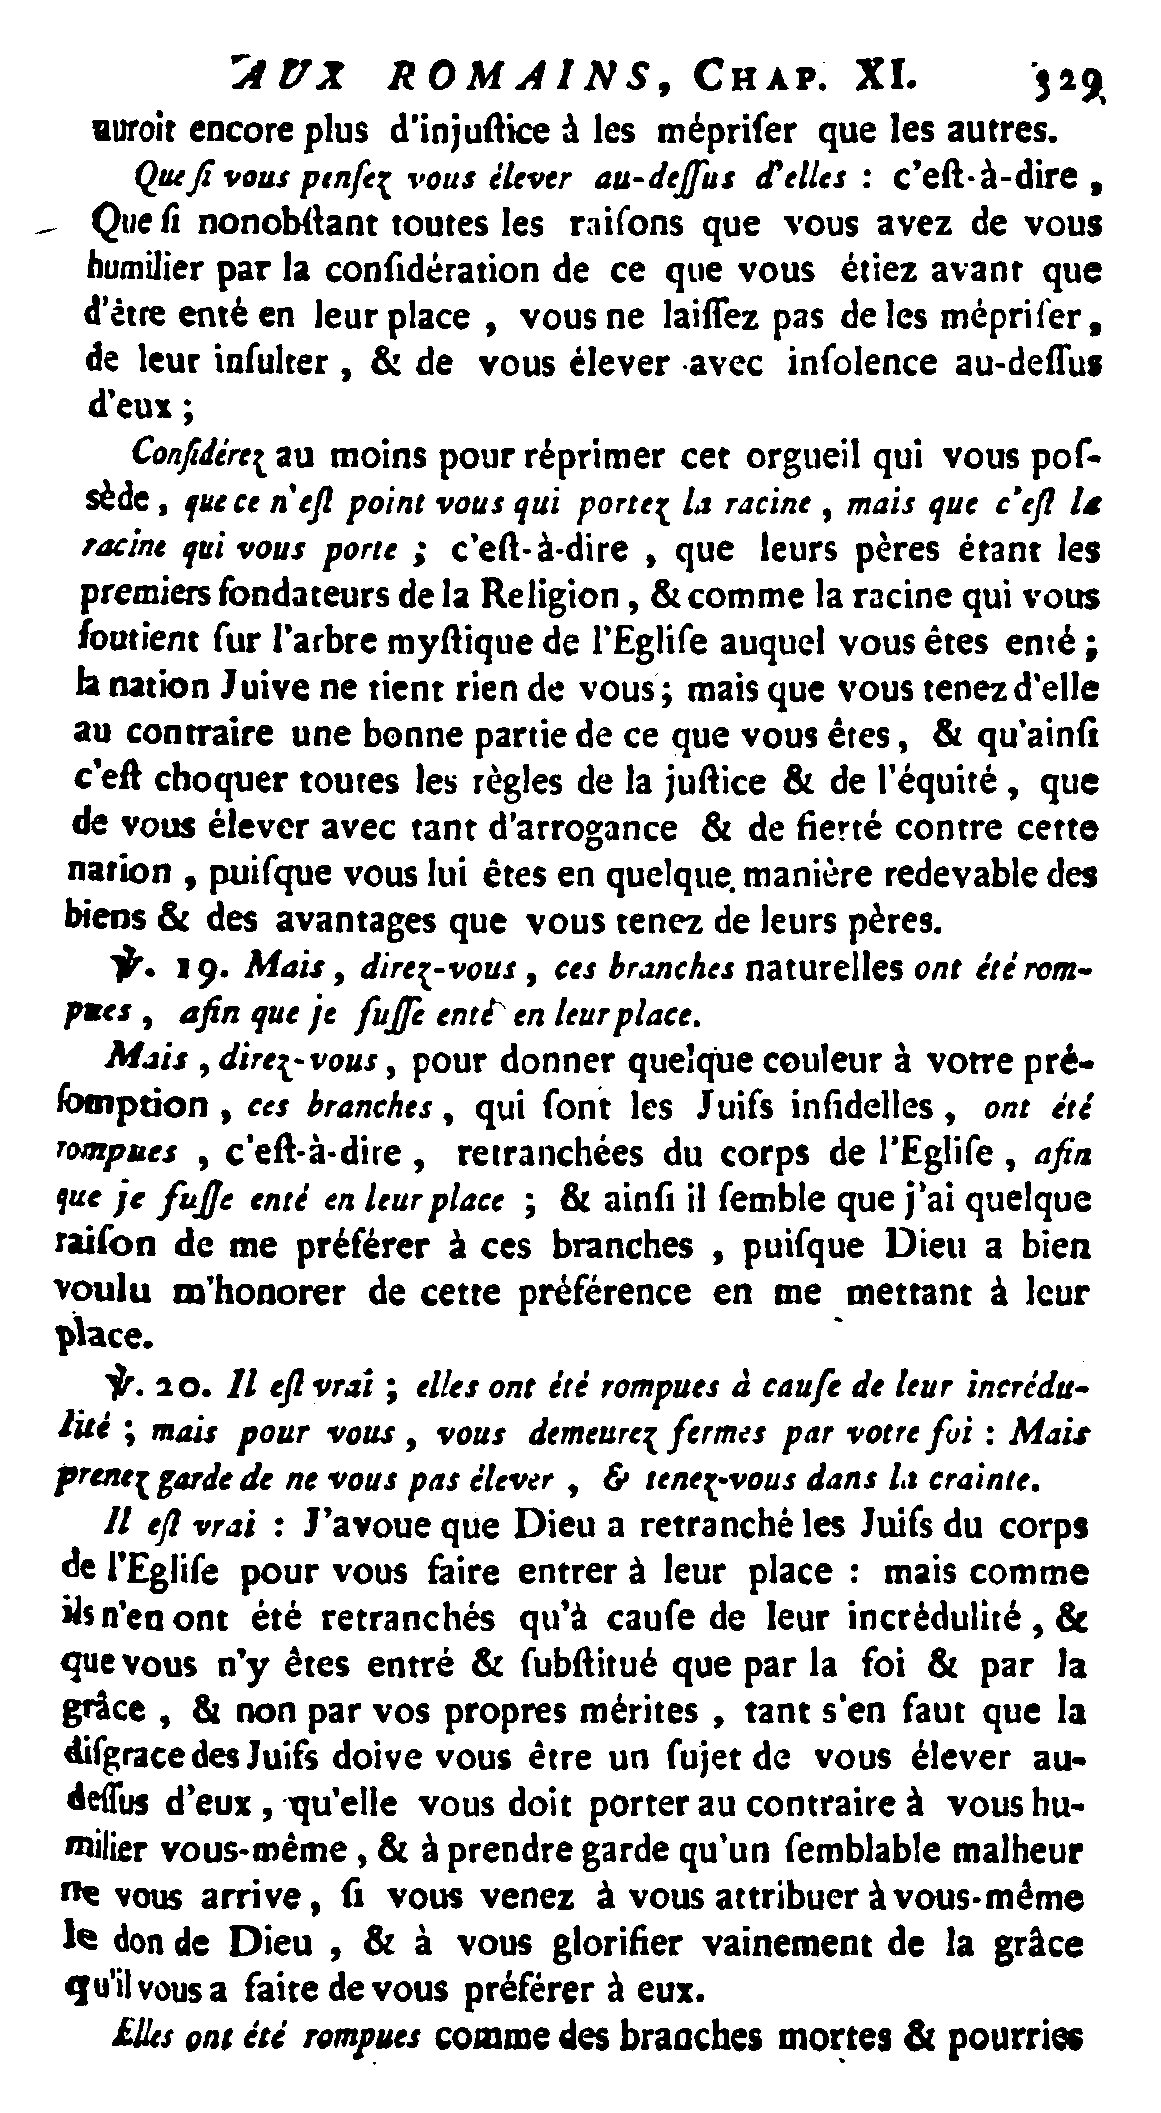 AUX ROMAINS, CHAP. XI. 329
auroit encore plus d'injuſtice à les mépriſer que les autres.
Que ſi vous penſez vous élever au-deſſus d'elles : c'eſt-à-dire ,
Que ſi nonobſtant toutes les raiſons que vous avez de vous
humilier par la conſidération de ce que vous étiez avant que
d'être enté en leur place , vous ne laiſſez pas de les mépriſer ,
de leur inſulter , & de vous élever avec inſolence au-deſſus
d'eux ;
Conſidérez au moins pour réprimer cet orgueil qui vous poſ-
sède , que ce n'eſt point vous qui portez la racine , mais que c'eſt la
racine qui vous porte ; c'eſt-à-dire , que leurs pères étant les
premiers fondateurs de la Religion , & comme la racine qui vous
ſoutient ſur l'arbre myſtique de l'Egliſe auquel vous êtes enté ;
la nation Juive ne tient rien de vous ; mais que vous tenez d'elle
au contraire une bonne partie de ce que vous êtes , & qu'ainſi
c'eſt choquer toutes les règles de la juſtice & de l'équité , que
de vous élever avec tant d'arrogance & de fierté contre cette
nation , puiſque vous lui êtes en quelque manière redevable des
biens & des avantages que vous tenez de leurs pères.
℣. 19. Mais , direz-vous , ces branches naturelles ont été rom-
pues , afin que je fuſſe enté en leur place.
Mais , direz-vous , pour donner quelque couleur à votre pré-
ſomption , ces branches , qui ſont les Juifs infidelles , ont été
rompues , c'eſt-à-dire , retranchées du corps de l'Egliſe , afin
que je fuſſe enté en leur place ; & ainſi il ſemble que j'ai quelque
raiſon de me préférer à ces branches , puiſque Dieu a bien
voulu m'honorer de cette préférence en me mettant à leur
place.
℣. 20. Il eſt vrai ; elles ont été rompues à cauſe de leur incrédu-
lité ; mais pour vous , vous demeurez fermes par votre foi : Mais
prenez garde de ne vous pas élever , & tenez-vous dans la crainte.
Il eſt vrai : J'avoue que Dieu a retranché les Juifs du corps
de l'Egliſe pour vous faire entrer à leur place : mais comme
ils n'en ont été retranchés qu'à cauſe de leur incrédulité , &
que vous n'y êtes entré & ſubſtitué que par la foi & par la
grâce , & non par vos propres mérites , tant s'en faut que la
diſgrace des Juifs doive vous être un ſujet de vous élever au-
deſſus d'eux , qu'elle vous doit porter au contraire à vous hu-
milier vous-même , & à prendre garde qu'un ſemblable malheur
ne vous arrive , ſi vous venez à vous attribuer à vous-même
le don de Dieu , & à vous glorifier vainement de la grâce
qu'il vous a faite de vous préférer à eux.
Elles ont été rompues comme des branches mortes & pourries